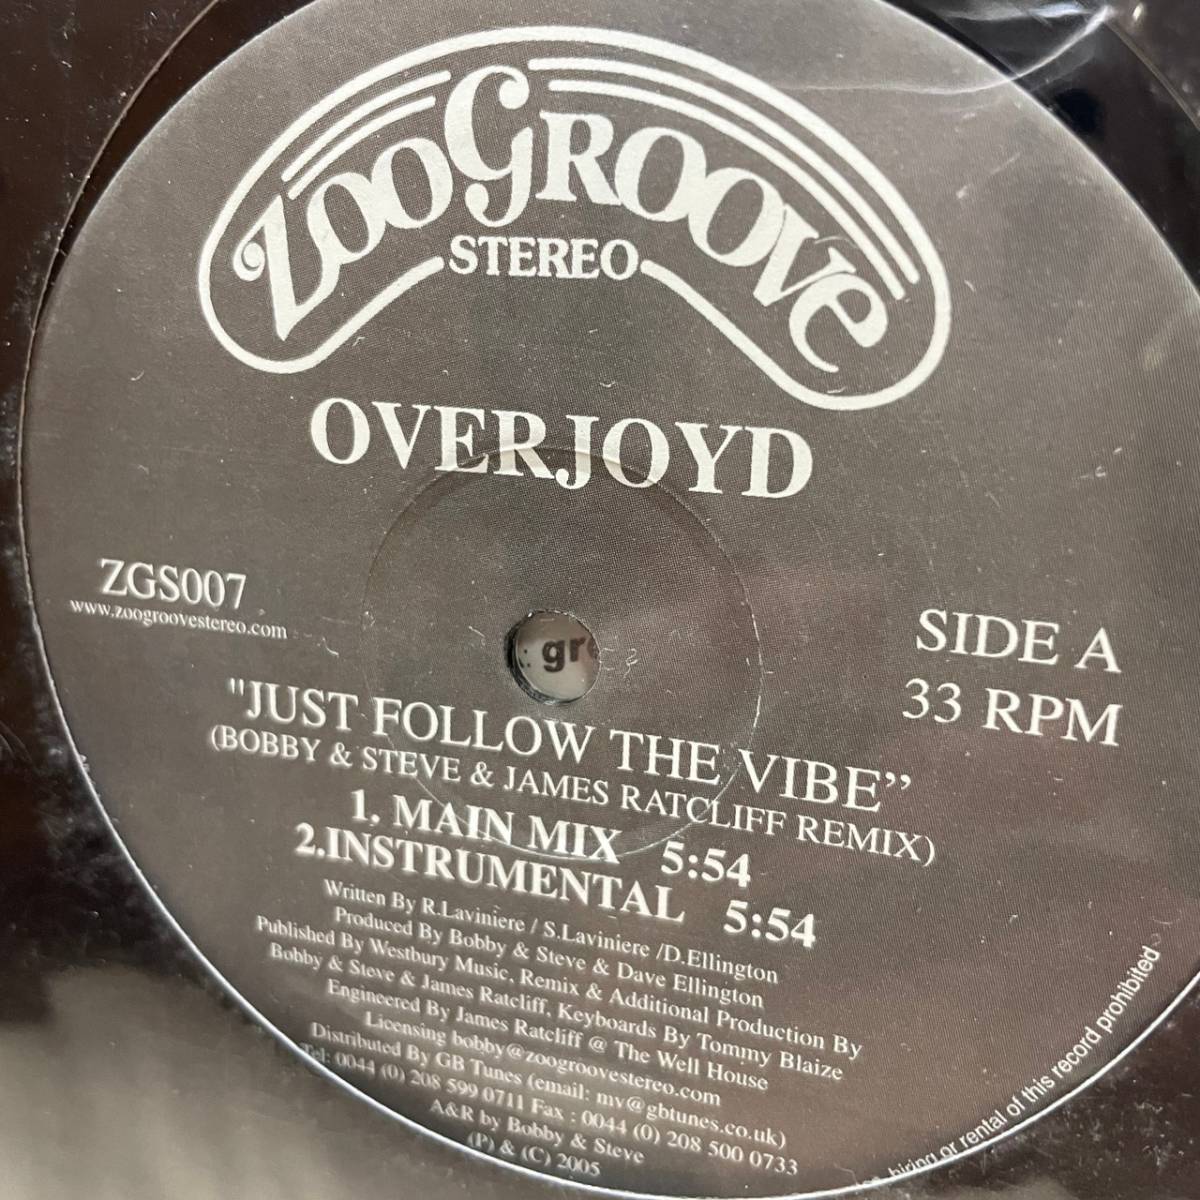 ZOOGROOVE
STEREO
OVERJOYD
ZGS007
www.zoogroovestereo.com
SIDE A
33 RPM
gre
"JUST FOLLOW THE VIBE”
(BOBBY & STEVE & JAMES RATCLIFF REMIX)
1. MAIN MIX 5:54
2.INSTRUMENTAL 5:54
Written By R.Laviniere / S.Laviniere /D.Ellington
Produced By Bobby & Steve & Dave Ellington
Published By Westbury Music, Remix & Additional Production By
Bobby & Steve & James Ratcliff, Keyboards By Tommy Blaize
Engineered By James Ratcliff @ The Well House
Licensing bobby@zoogroovestereo.com
Distributed By GB Tunes (email: mv@gbtunes.co.uk)
Tel: 0044 (0) 208 599 0711 Fax : 0044 (0) 208 500 0733
A&R by Bobby & Steve
(P) & (C) 2005
hiring or rental of this record prohibited